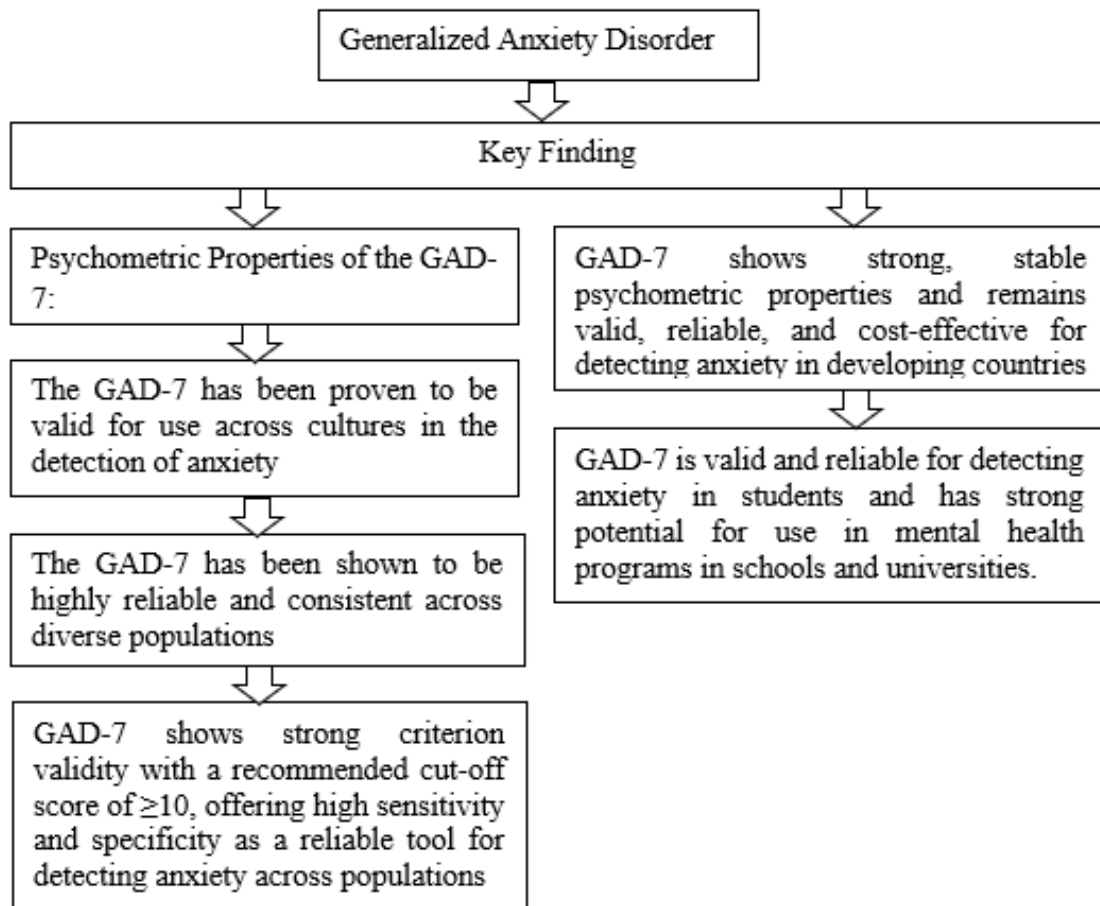 Generalized Anxiety Disorder
Key Finding
Psychometric Properties of the GAD-
7:
The GAD-7 has been proven to be
valid for use across cultures in the
detection of anxiety
The GAD-7 has been shown to be
highly reliable and consistent across
diverse populations
GAD-7 shows strong criterion
validity with a recommended cut-off
score of ≥10, offering high sensitivity
and specificity as a reliable tool for
detecting anxiety across populations
GAD-7 shows strong, stable
psychometric properties and remains
valid, reliable, and cost-effective for
detecting anxiety in developing countries
GAD-7 is valid and reliable for detecting
anxiety in students and has strong
potential for use in mental health
programs in schools and universities.